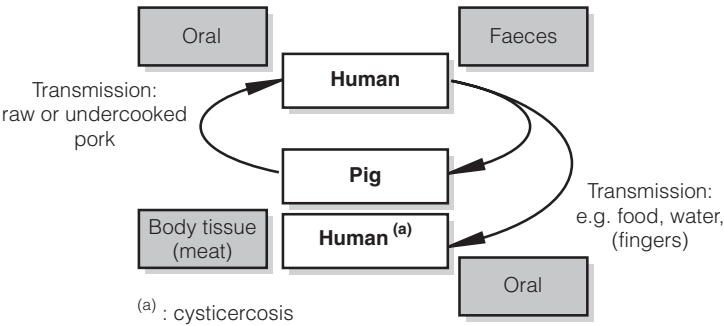 Oral
Faeces
Human
Transmission:
raw or undercooked
pork
Pig
Body tissue
(meat)
Human (a)
Transmission:
e.g. food, water,
(fingers)
Oral
(a) : cysticercosis